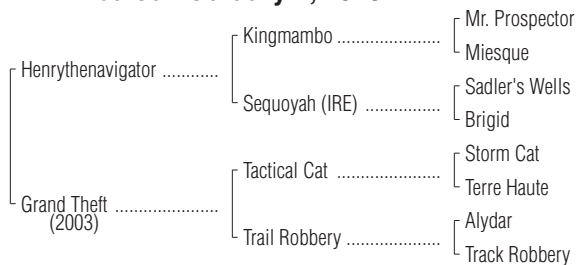 Mr. Prospector
Kingmambo ..................
Miesque
Henrythenavigator ............
Sadler's Wells
Sequoyah (IRE) .................
Brigid
Storm Cat
Tactical Cat ..................
Terre Haute
Grand Theft .......................
(2003)
Alydar
Trail Robbery ...................
Track Robbery